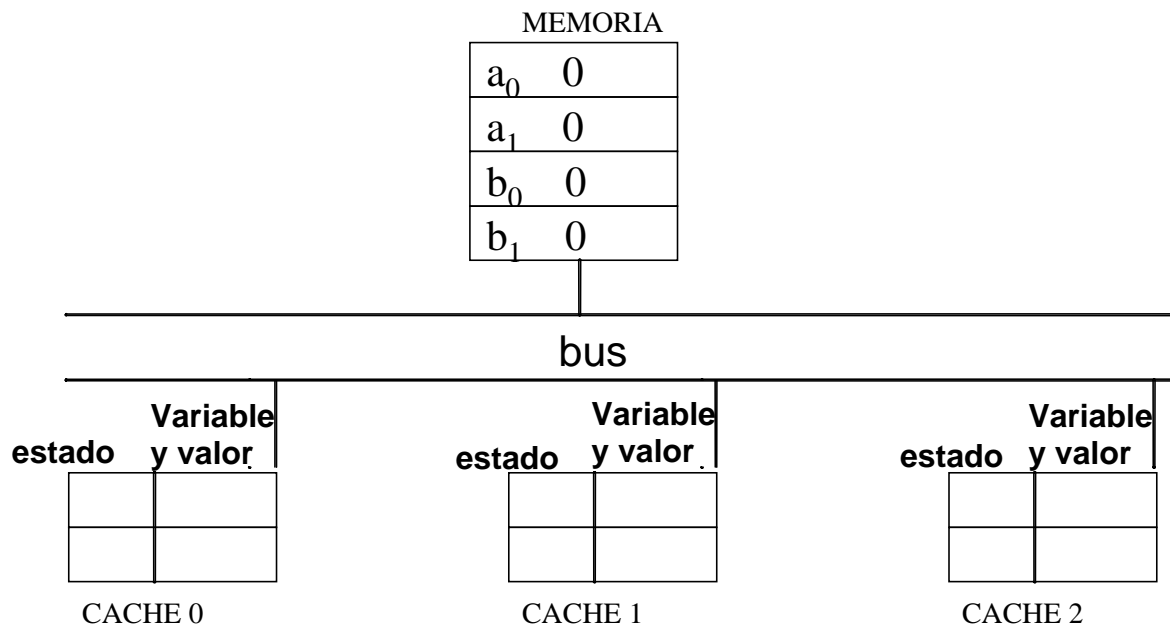 MEMORIA
a₀ 0
a₁ 0
b₀ 0
b₁ 0
bus
estado Variable y valor
estado Variable y valor
estado Variable y valor
CACHE 0
CACHE 1
CACHE 2